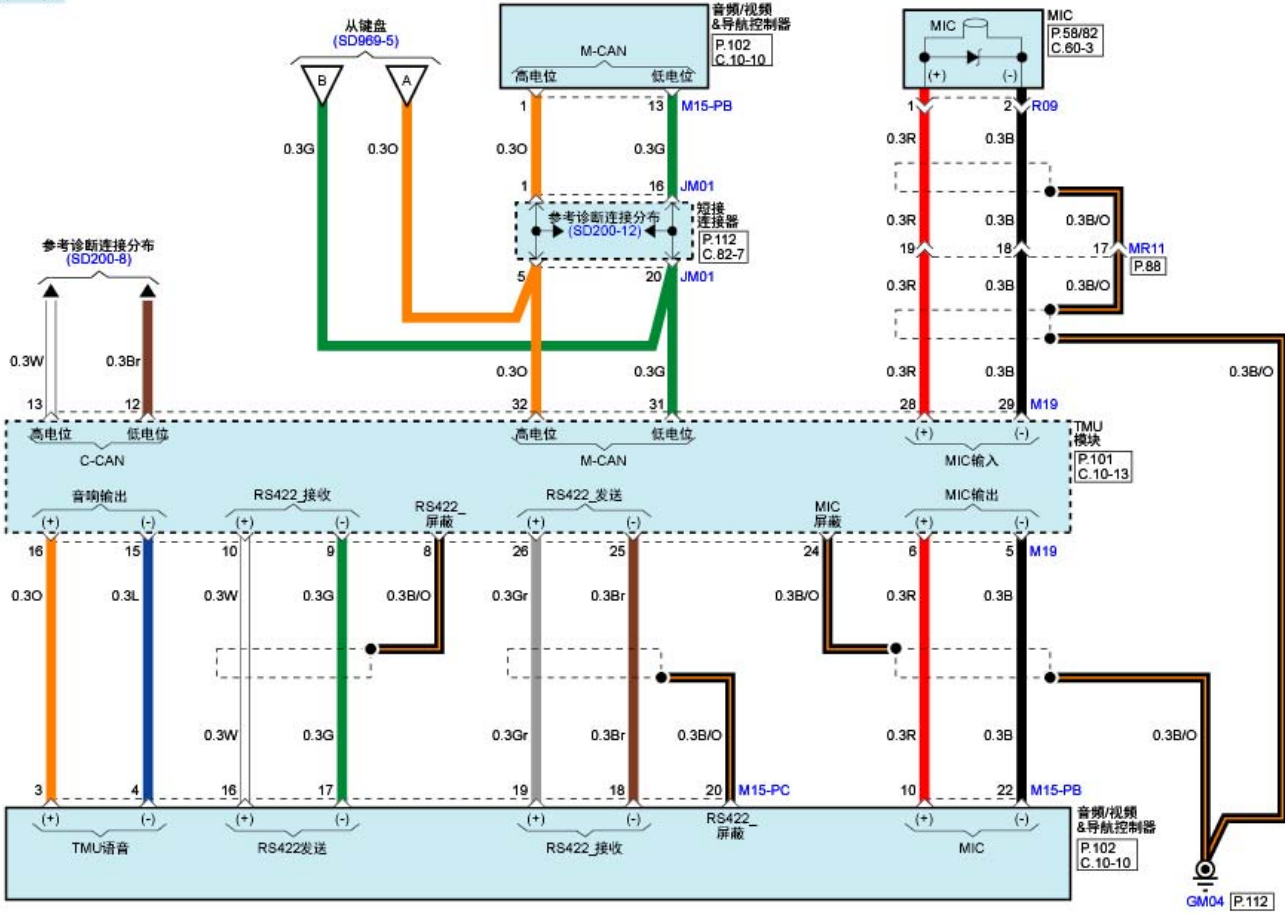 从键盘
(SD969-5)
B
A
音频/视频
&导航控制器
P.102
C.10-10
M-CAN
高电位
低电位
1
13
M15-PB
MIC
MIC
P.58/82
C.60-3
(+)
(-)
1
2
R09
0.3G
0.3O
0.3O
0.3G
0.3R
0.3B
1
16
JM01
参考诊断连接分布
(SD200-12)
短接
连接器
P.112
C.82-7
5
20
JM01
0.3R
0.3B
0.3B/O
19
18
17
MR11
P.88
0.3R
0.3B
0.3B/O
参考诊断连接分布
(SD200-8)
0.3W
0.3Br
0.3O
0.3G
0.3R
0.3B
0.3B/O
13
12
32
31
28
29
M19
高电位
低电位
C-CAN
高电位
低电位
M-CAN
(+)
(-)
MIC输入
TMU
模块
P.101
C.10-13
音响输出
(+)
(-)
RS422_接收
(+)
(-)
RS422_
屏蔽
RS422_发送
(+)
(-)
MIC
屏蔽
MIC输出
(+)
(-)
16
15
10
9
8
26
25
24
6
5
M19
0.3O
0.3L
0.3W
0.3G
0.3B/O
0.3Gr
0.3Br
0.3B/O
0.3R
0.3B
0.3W
0.3G
0.3Gr
0.3Br
0.3B/O
0.3R
0.3B
0.3B/O
3
4
16
17
19
18
20
M15-PC
10
22
M15-PB
(+)
(-)
TMU语音
(+)
(-)
RS422发送
(+)
(-)
RS422_接收
RS422_
屏蔽
(+)
(-)
MIC
音频/视频
&导航控制器
P.102
C.10-10
GM04
P.112